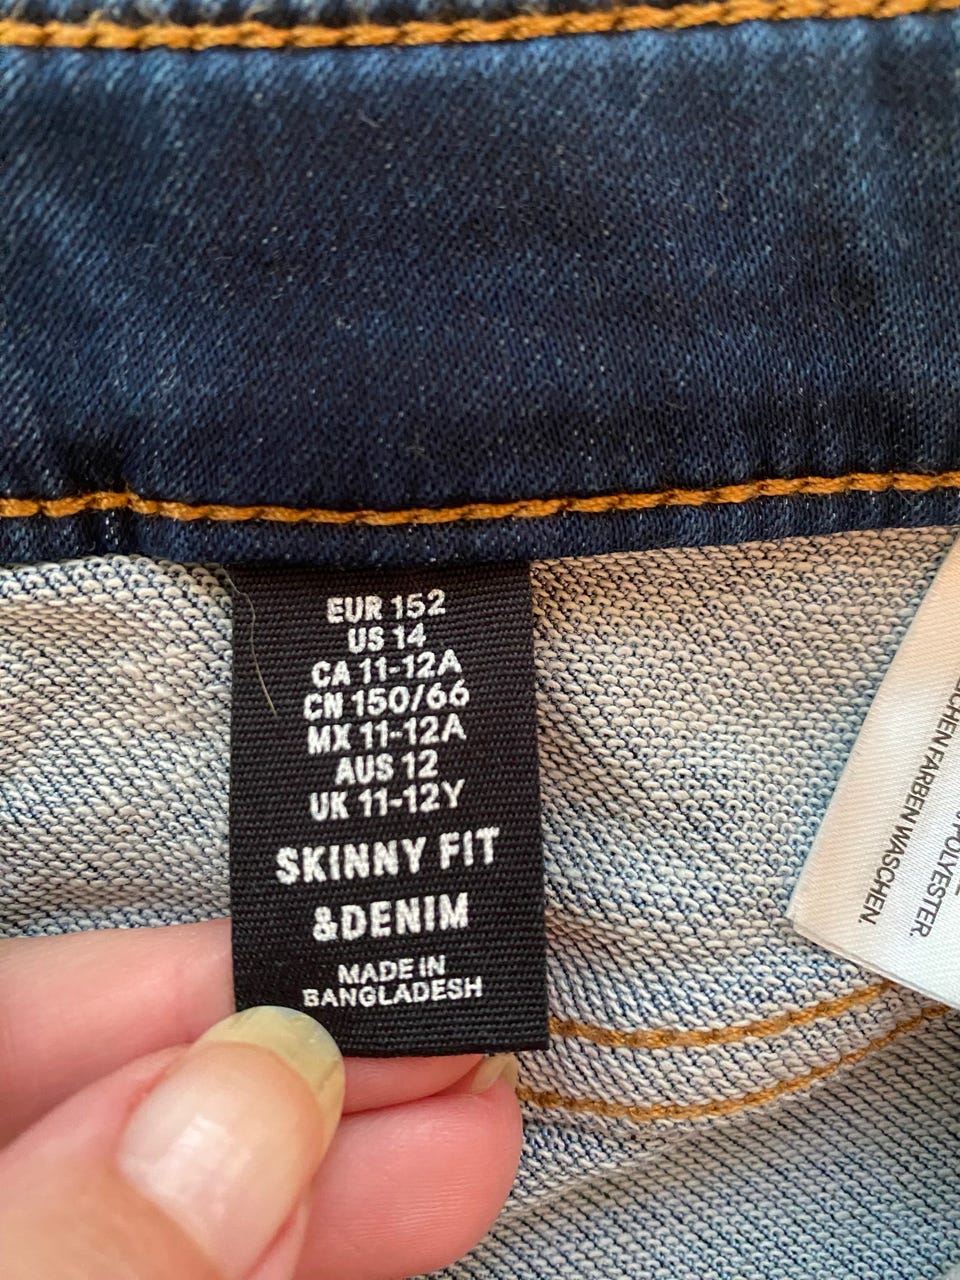 EUR 152
US 14
CA 11-12A
CN 150/66
MX 11-12A
AUS 12
UK 11-12Y
SKINNY FIT
&DENIM
MADE IN
BANGLADESH
FARBEN WASCHEN.
POLYESTER.